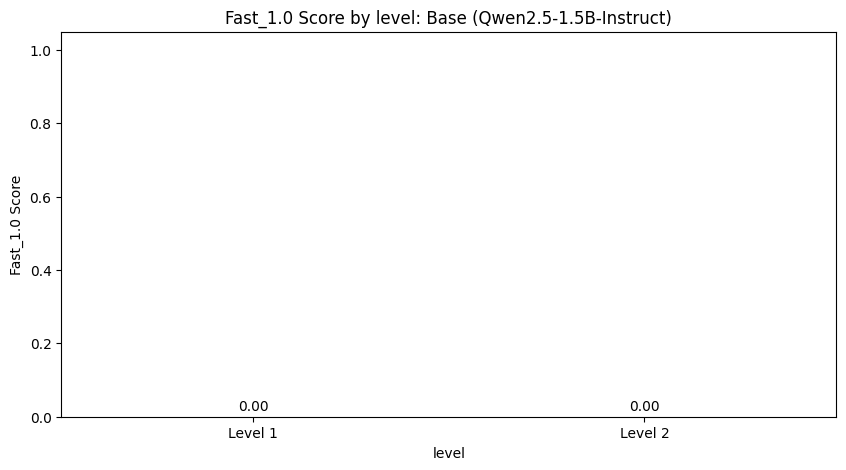 Fast_1.0 Score by level: Base (Qwen2.5-1.5B-Instruct)
1.0
0.8
0.6
0.4
0.2
0.0
Fast_1.0 Score
0.00 0.00
Level 1 Level 2
level